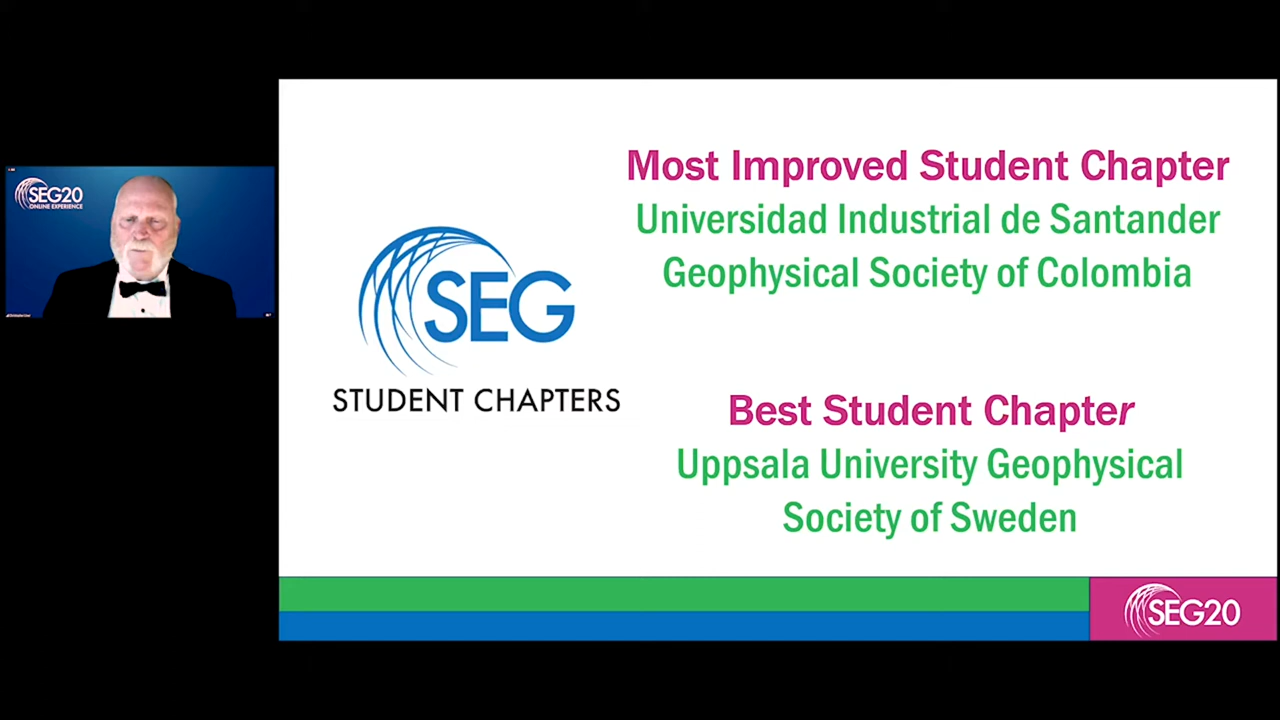 SEG20
ONLINE EXPERIENCE
SEG
STUDENT CHAPTERS
Most Improved Student Chapter
Universidad Industrial de Santander
Geophysical Society of Colombia
Best Student Chapter
Uppsala University Geophysical
Society of Sweden
SEG20